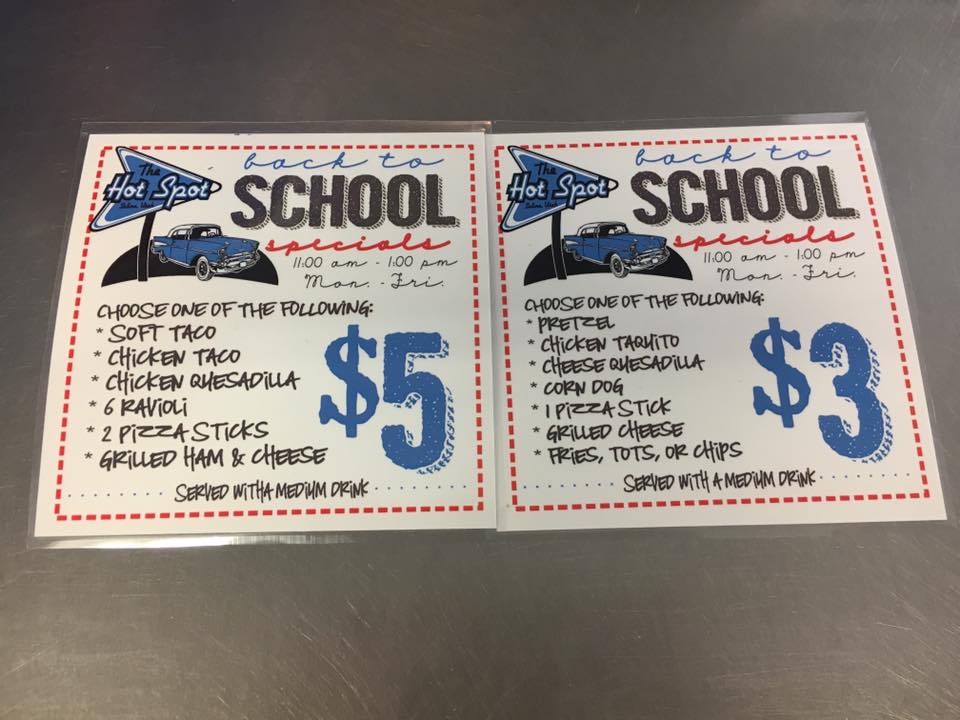 The
Hot Spot
Salina, Utah
back to
SCHOOL
specials
11:00 am - 1:00 pm
Mon. - Fri.
CHOOSE ONE OF THE FOLLOWING:
* SOFT TACO
* CHICKEN TACO
* CHICKEN QUESADILLA
* 6 RAVIOLI
* 2 PIZZA STICKS
* GRILLED HAM & CHEESE
$5
SERVED WITH A MEDIUM DRINK
The
Hot Spot
Salina, Utah
back to
SCHOOL
specials
11:00 am - 1:00 pm
Mon. - Fri.
CHOOSE ONE OF THE FOLLOWING:
* PRETZEL
* CHICKEN TAQUITO
* CHEESE QUESADILLA
* CORN DOG
* 1 PIZZA STICK
* GRILLED CHEESE
* FRIES, TOTS, OR CHIPS
$3
SERVED WITH A MEDIUM DRINK